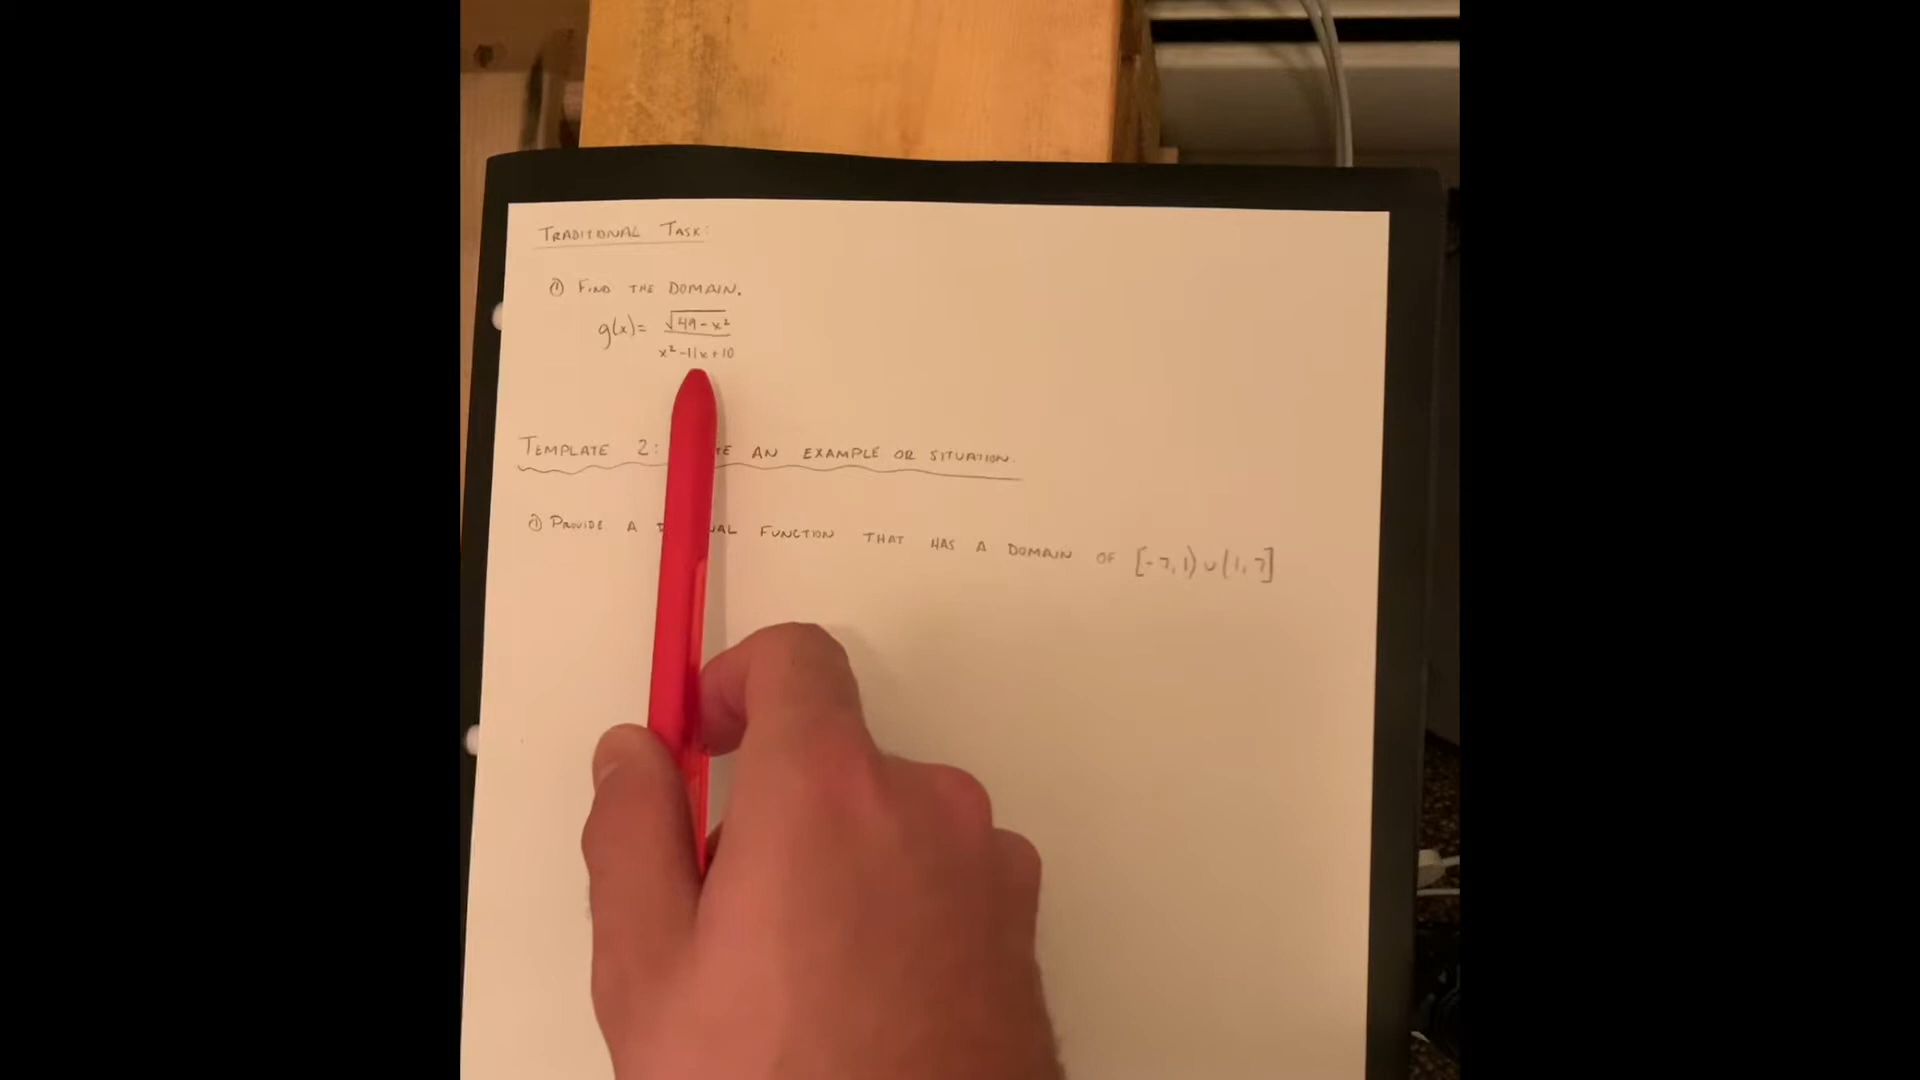 TRADITIONAL TASK:
① FIND THE DOMAIN.
g(x)= √(49-x²) / (x²-11x+10)
TEMPLATE 2: AN EXAMPLE OR SITUATION.
① PROVIDE A FUNCTION THAT HAS A DOMAIN OF [-7,1)∪(1,7]